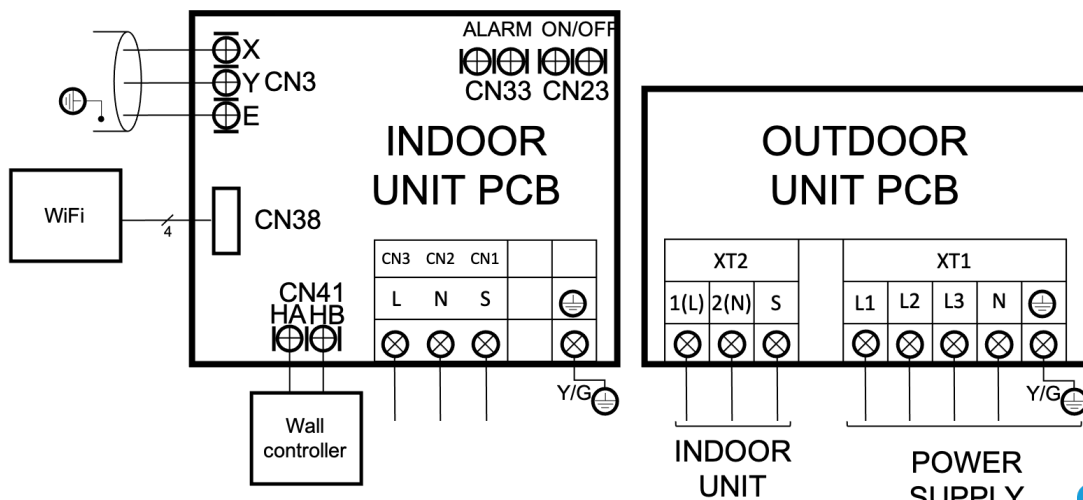 ALARM ON/OFF
CN33 CN23
X
Y CN3
E
INDOOR
UNIT PCB
WiFi
4
CN38
CN3 CN2 CN1
L N S
CN41
HA HB
Y/G
Wall
controller
OUTDOOR
UNIT PCB
XT2 XT1
1(L) 2(N) S L1 L2 L3 N
Y/G
INDOOR
UNIT
POWER
SUPPLY